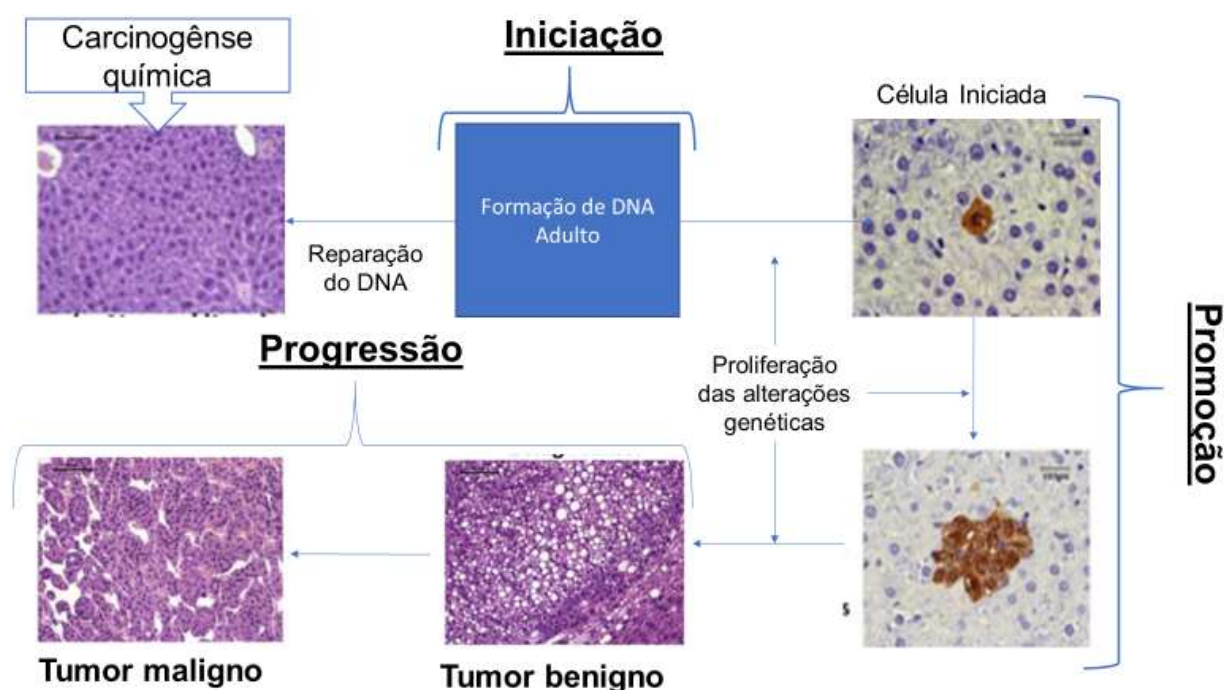 Carcinogênse
química
Iniciação
Célula Iniciada
Formação de DNA
Adulto
Reparação
do DNA
Progressão
Proliferação
das alterações
genéticas
Promoção
Tumor maligno
Tumor benigno